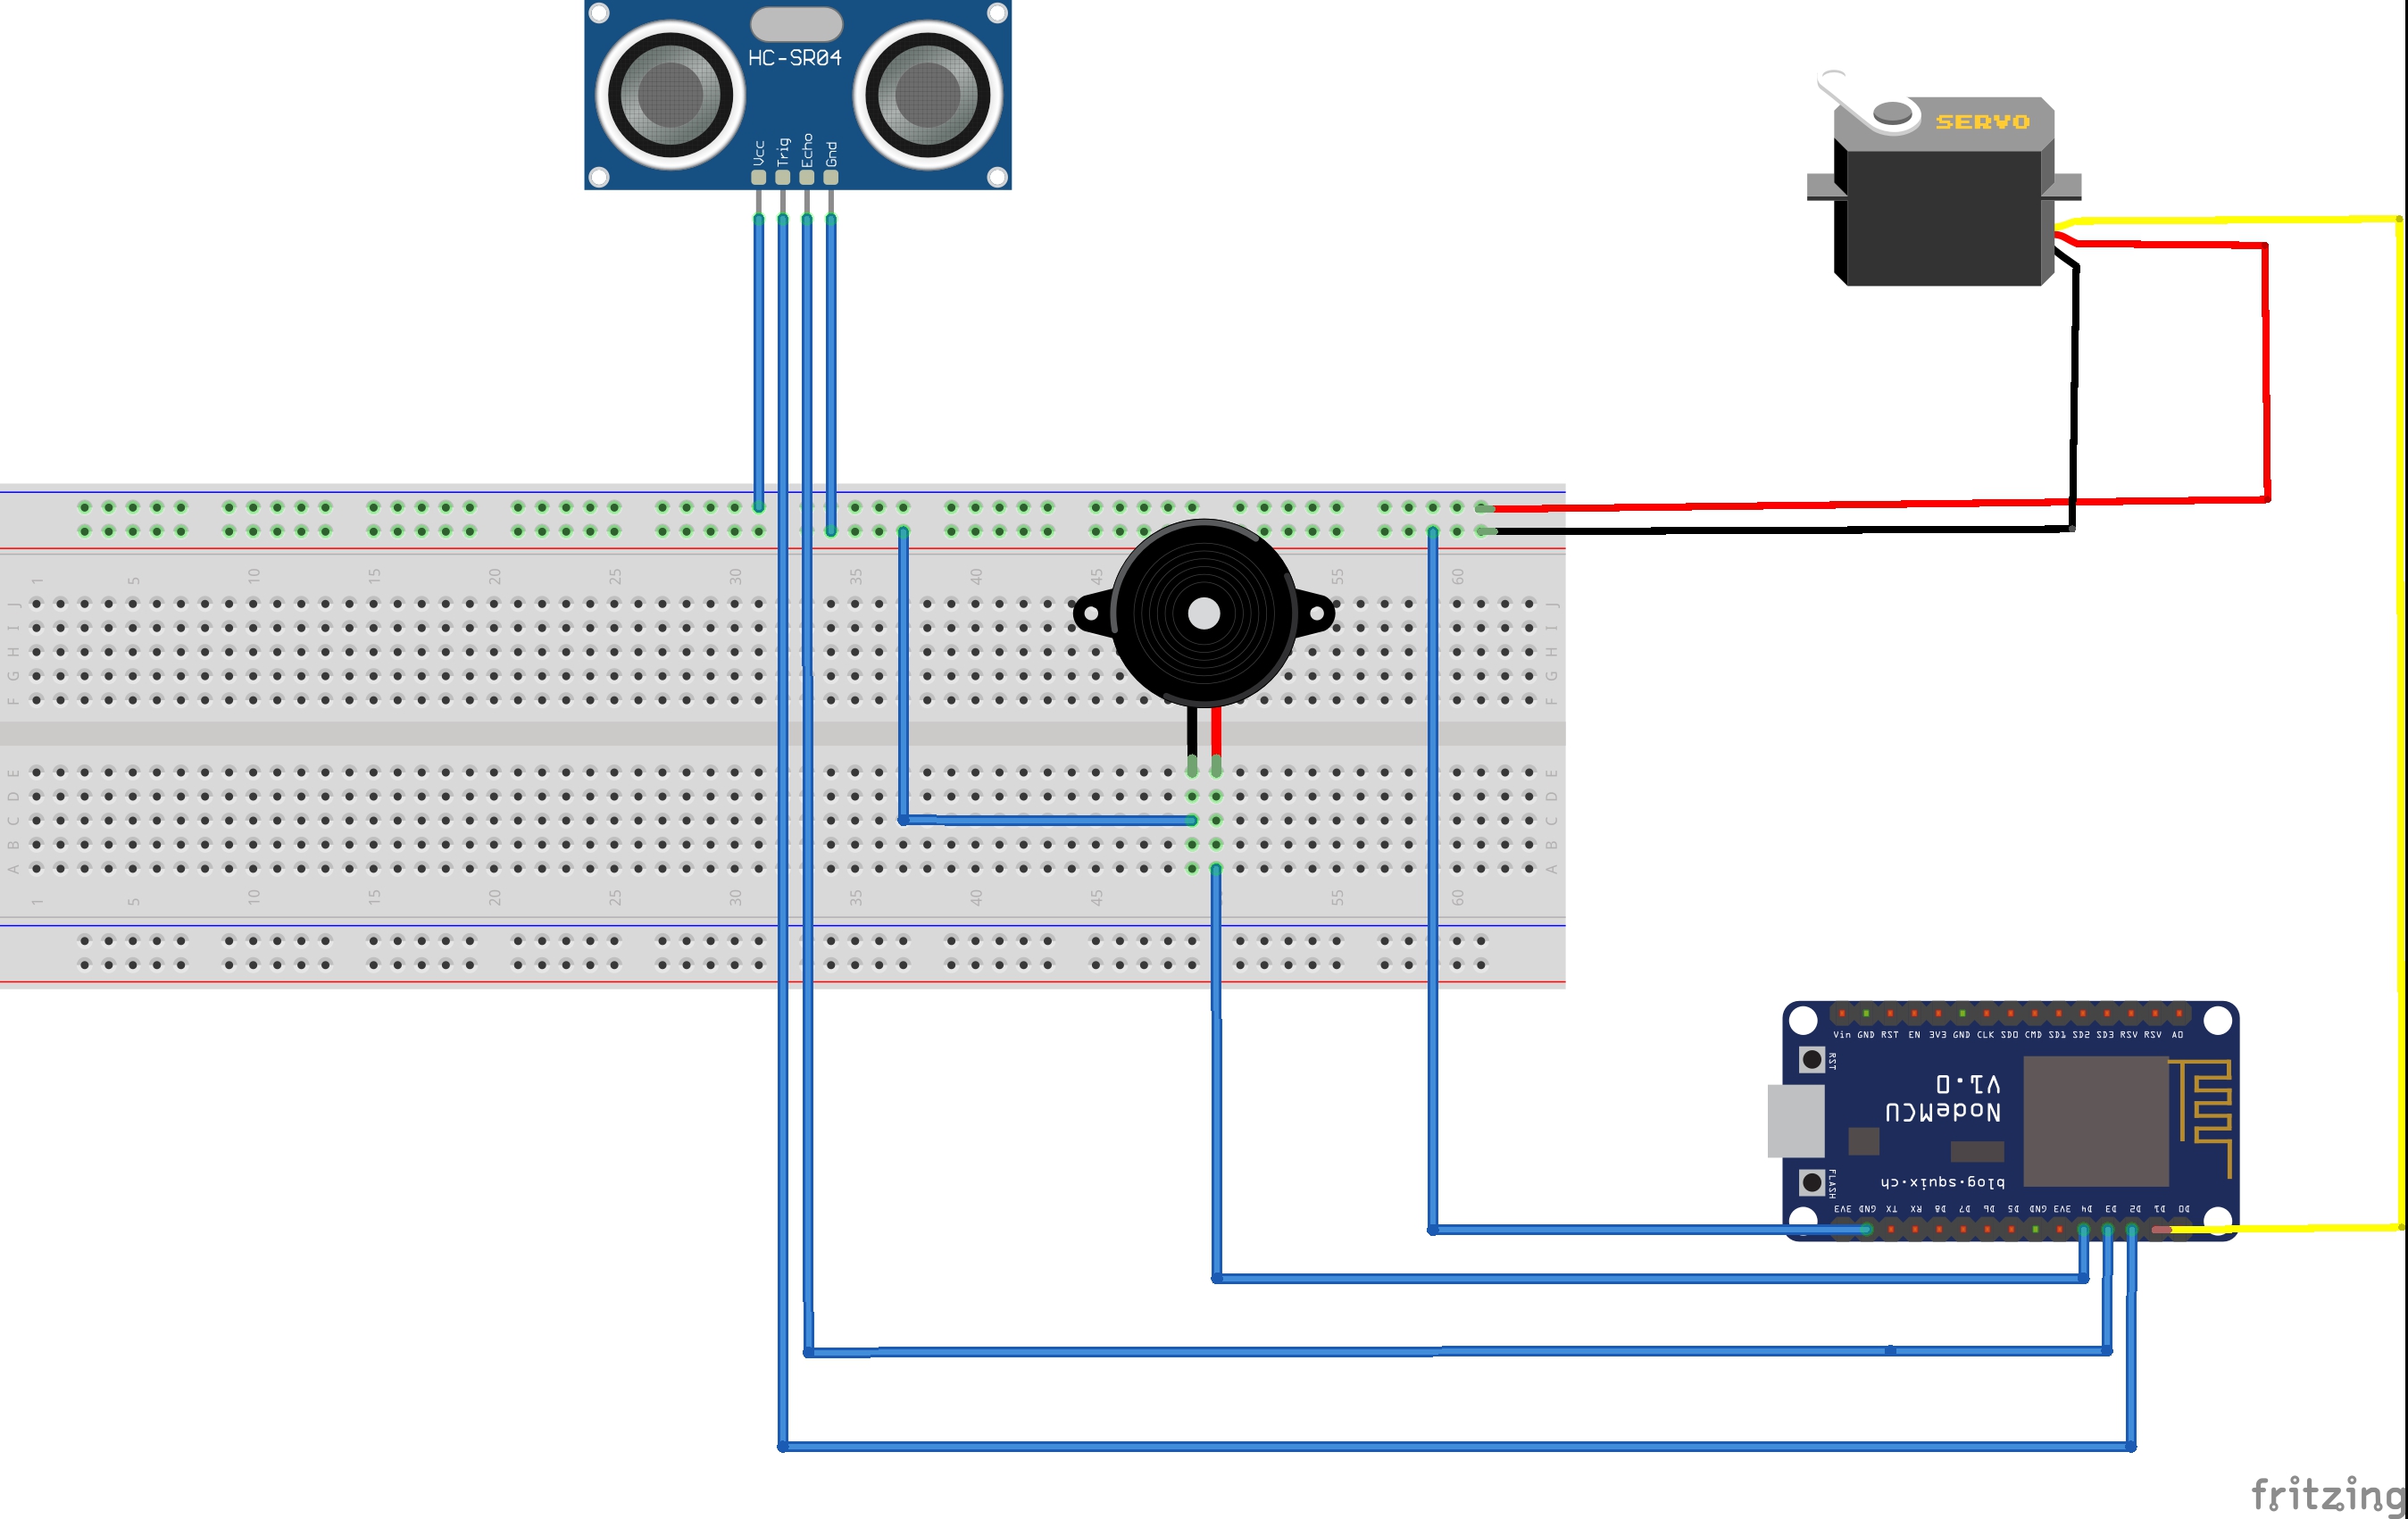 HC-SR04
Vcc Trig Echo Gnd
SERVO
1 5 10 15 20 25 30 35 40 45 55 60
J J
I I
H H
G G
F F
E E
D D
C C
B B
A A
1 5 10 15 20 25 30 35 40 45 55 60
Vin GND RST EN 3V3 GND CLK SD0 CMD SD1 SD2 SD3 RSV RSV A0
RST
NodeMCU
V1.0
FLASH
blog.squix.ch
3V3 GND TX RX D8 D7 D6 D5 GND 3V3 D4 D3 D2 D1 D0
fritzing